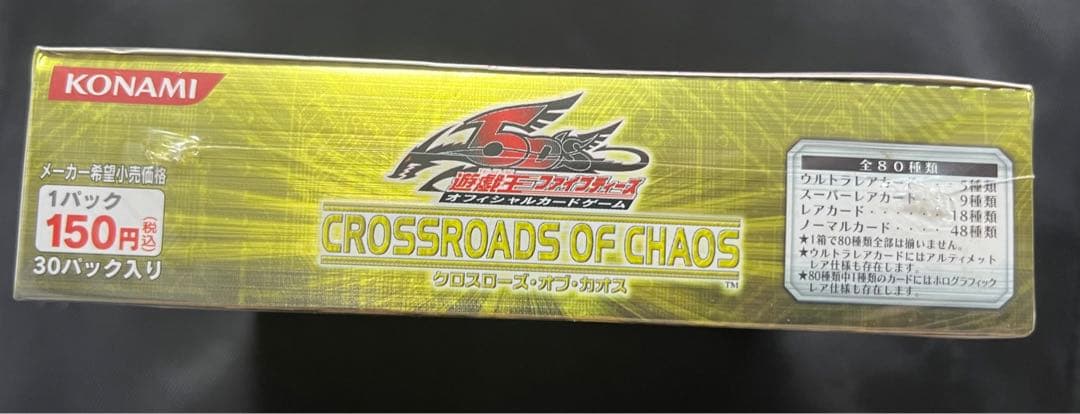 KONAMI
メーカー希望小売価格
1パック
150円(税込)
30パック入り
5D's
遊戯王ファイブディーズ
オフィシャルカードゲーム
CROSSROADS OF CHAOS
クロスローズ・オブ・カオス
TM
全80種類
ウルトラレアカード・・・5種類
スーパーレアカード・・・9種類
レアカード・・・・・・18種類
ノーマルカード・・・・48種類
★1箱で80種類全部は揃いません。
★ウルトラレアカードにはアルティメット
レア仕様も存在します。
★80種類中1種類のカードにはホログラフィック
レア仕様も存在します。